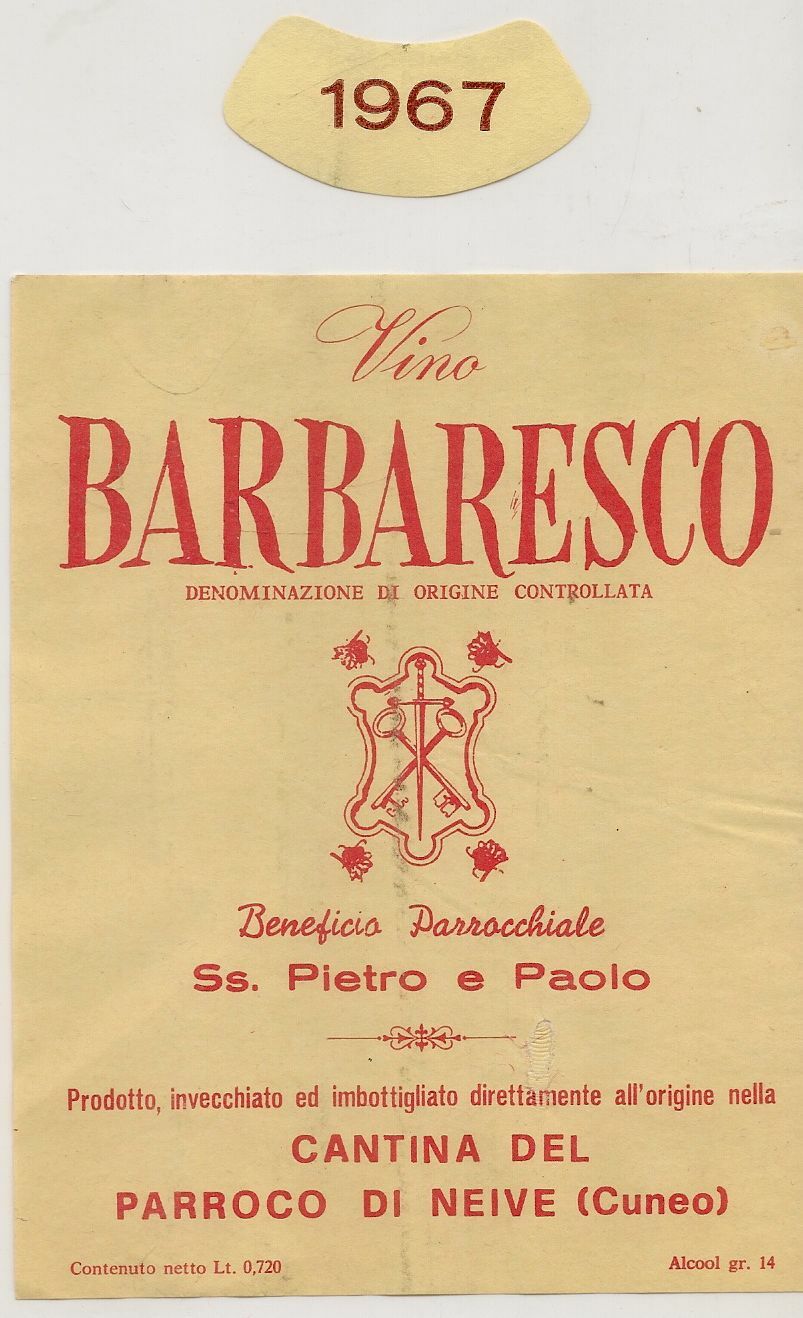 1967
Vino
BARBARESCO
DENOMINAZIONE DI ORIGINE CONTROLLATA
Beneficio Parrocchiale
Ss. Pietro e Paolo
Prodotto, invecchiato ed imbottigliato direttamente all'origine nella
CANTINA DEL
PARROCO DI NEIVE (Cuneo)
Contenuto netto Lt. 0,720
Alcool gr. 14